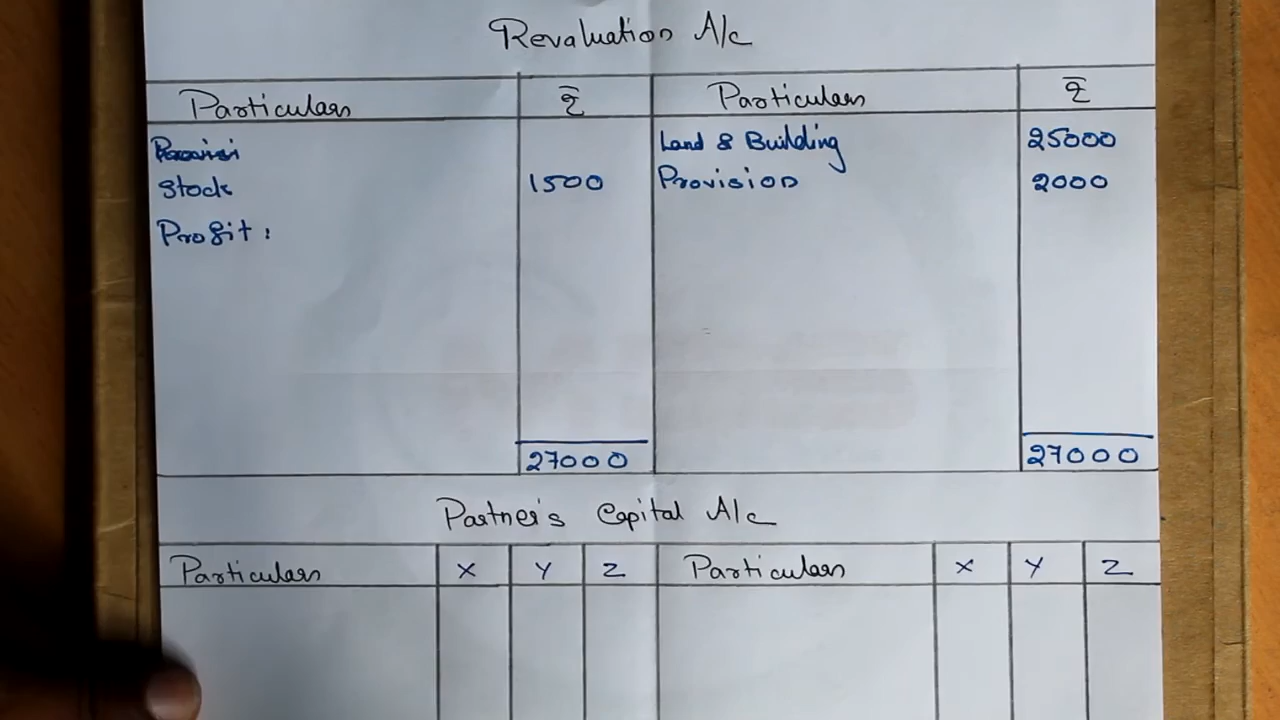 Revaluation A/c
Particulars ₹ Particulars ₹
Land & Building 25000
Stock 1500 Provision 2000
Profit :
27000 27000
Partner's Capital A/c
Particulars X Y Z Particulars X Y Z